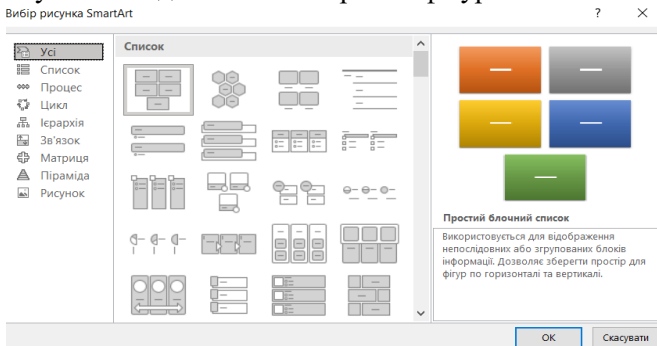 Вибір рисунка SmartArt
? ×
Усі
Список
Процес
Цикл
Ієрархія
Зв'язок
Матриця
Піраміда
Рисунок
Список
Простий блочний список
Використовується для відображення
непослідовних або згрупованих блоків
інформації. Дозволяє зберегти простір для
фігур по горизонталі та вертикалі.
ОК
Скасувати